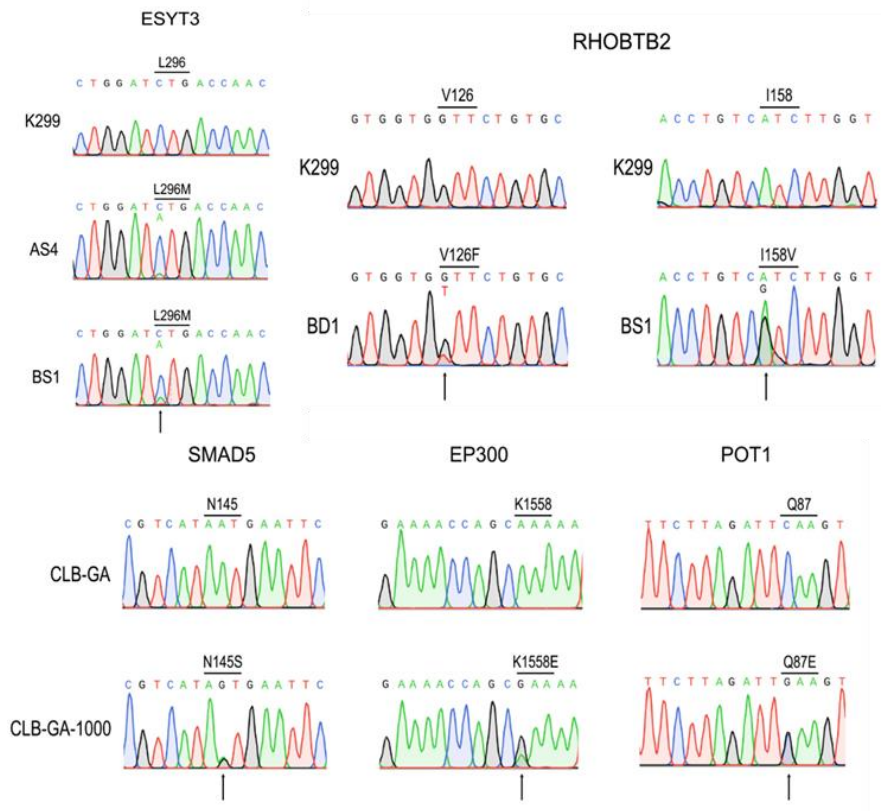 ESYT3
L296
C T G G A T C T G A C C A A C
K299
L296M
C T G G A T C T G A C C A A C
A
AS4
L296M
C T G G A T C T G A C C A A C
A
BS1
RHOBTB2
V126
G T G G T G G T T C T G T G C
K299
V126F
G T G G T G G T T C T G T G C
T
BD1
I158
A C C T G T C A T C T T G G T
K299
I158V
A C C T G T C A T C T T G G T
G
BS1
SMAD5
N145
C G T C A T A A T G A A T T C
CLB-GA
N145S
C G T C A T A G T G A A T T C
CLB-GA-1000
EP300
K1558
G A A A A C C A G C A A A A A
K1558E
G A A A A C C A G C G A A A A
POT1
Q87
T T C T T A G A T T C A A G T
Q87E
T T C T T A G A T T G A A G T